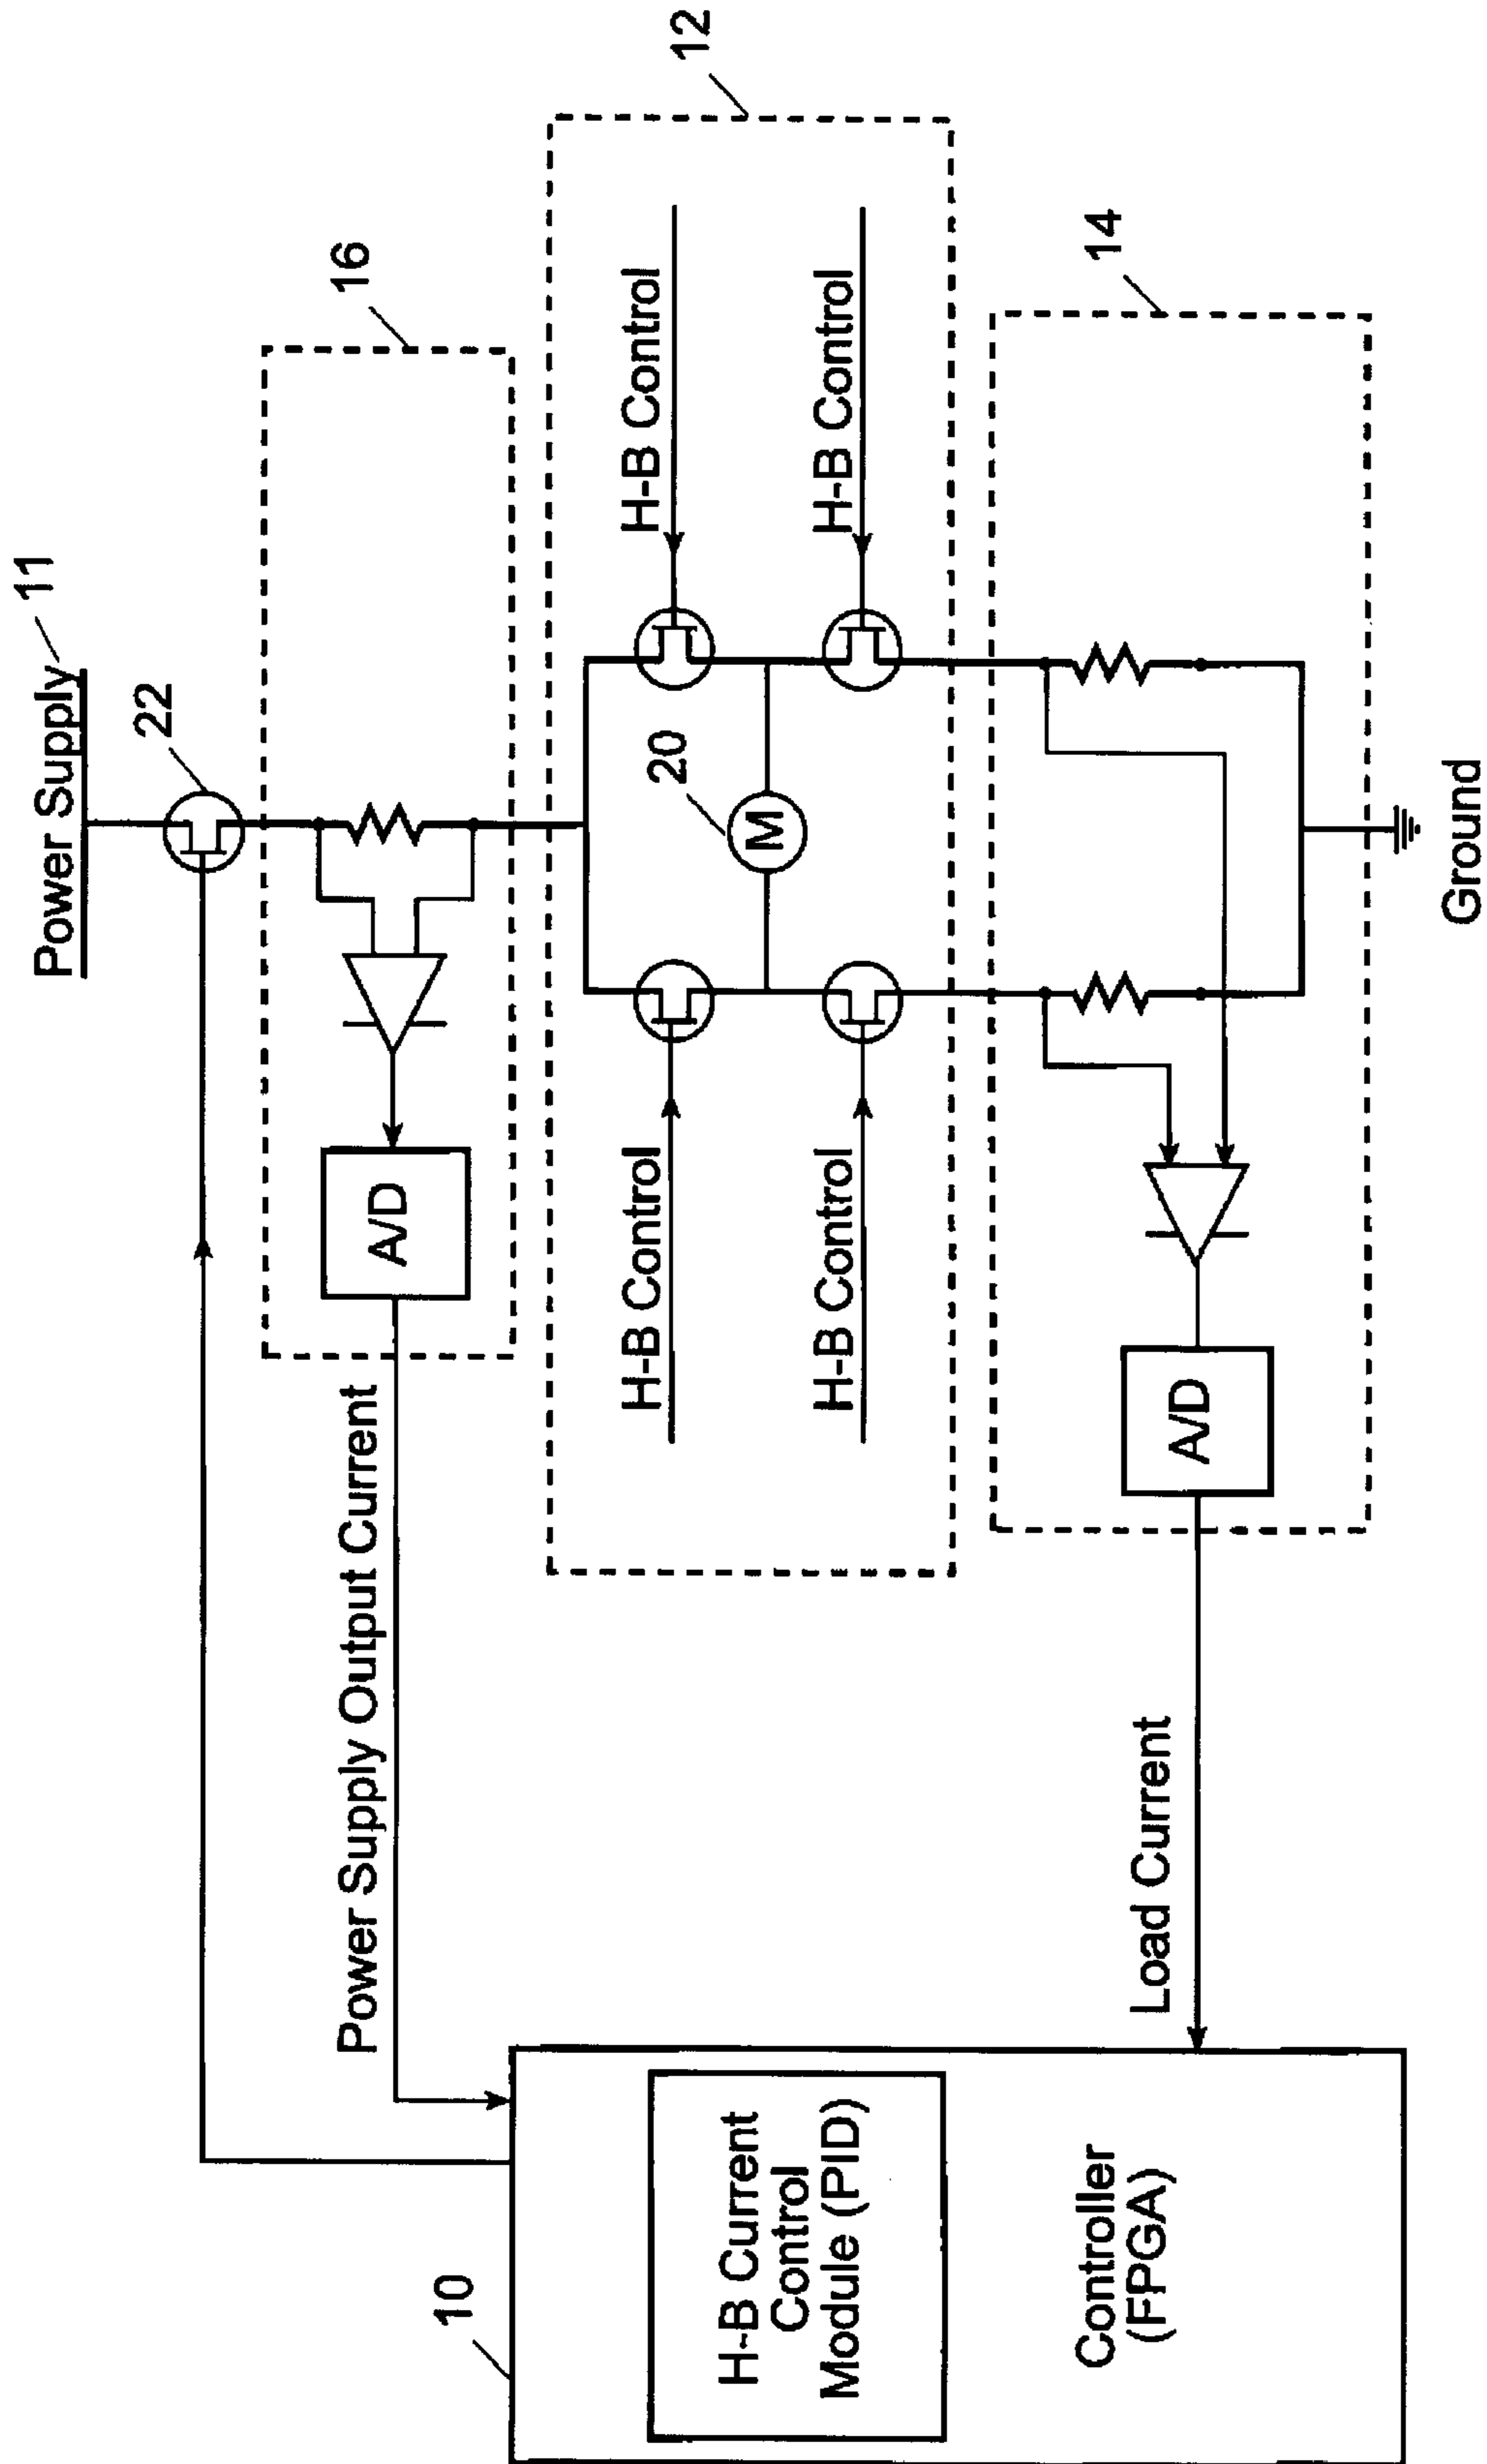 Power Supply
11
22
16
A/D
Power Supply Output Current
12
H-B Control
H-B Control
20
M
H-B Control
H-B Control
14
A/D
Load Current
Ground
10
H-B Current
Control
Module (PID)
Controller
(FPGA)